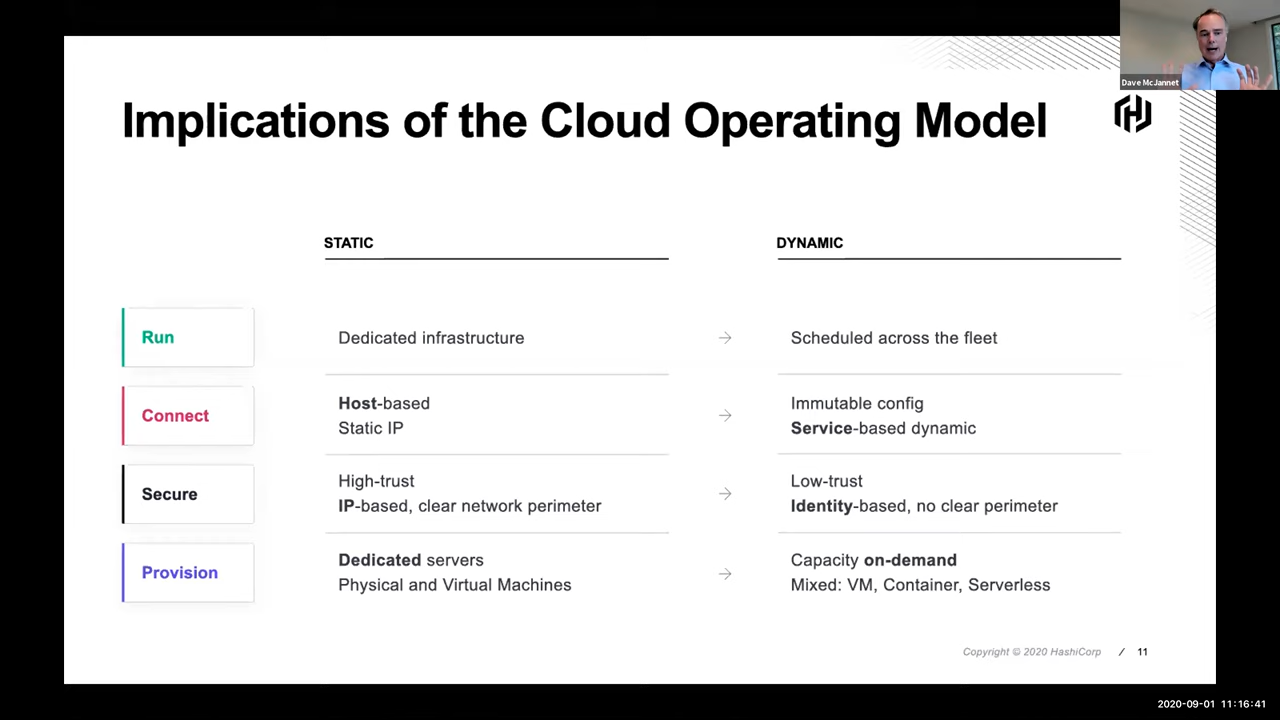 Dave McJannet
Implications of the Cloud Operating Model
STATIC
DYNAMIC
Run
Dedicated infrastructure
→
Scheduled across the fleet
Connect
Host-based
Static IP
→
Immutable config
Service-based dynamic
Secure
High-trust
IP-based, clear network perimeter
→
Low-trust
Identity-based, no clear perimeter
Provision
Dedicated servers
Physical and Virtual Machines
→
Capacity on-demand
Mixed: VM, Container, Serverless
Copyright © 2020 HashiCorp / 11
2020-09-01 11:16:41